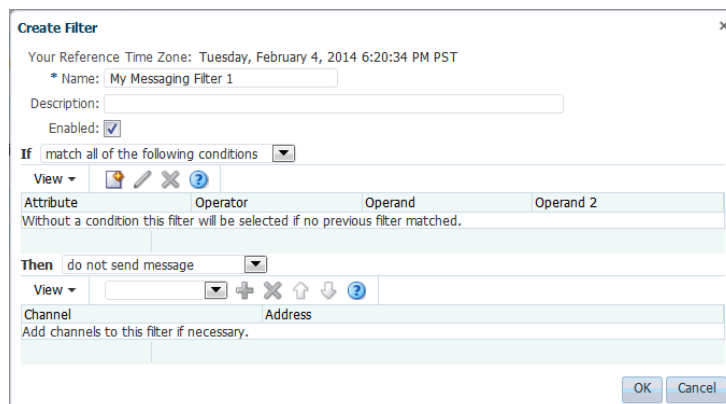 Create Filter
Your Reference Time Zone: Tuesday, February 4, 2014 6:20:34 PM PST
* Name: My Messaging Filter 1
Description:
Enabled:
If match all of the following conditions
View
Attribute Operator Operand Operand 2
Without a condition this filter will be selected if no previous filter matched.
Then do not send message
View
Channel Address
Add channels to this filter if necessary.
OK Cancel